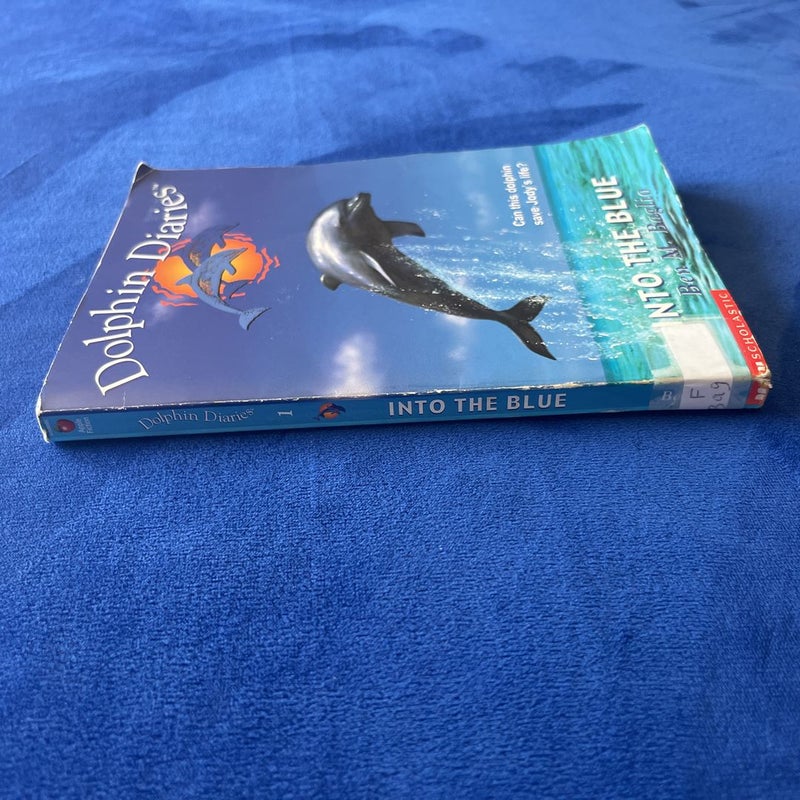 Dolphin Diaries™
Can this dolphin
save Jody's life?
INTO THE BLUE
Ben M. Baglio
SCHOLASTIC
Dolphin Diaries
1
INTO THE BLUE
B
F
Bag